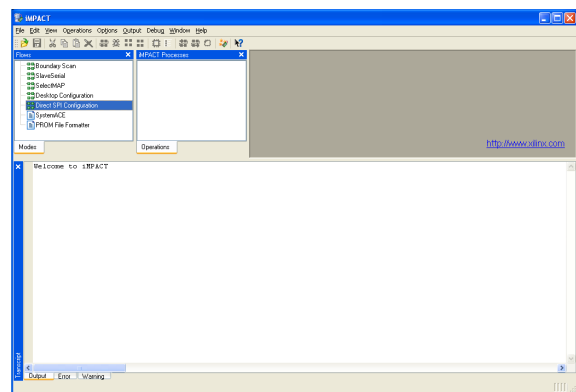 iMPACT
File Edit View Operations Options Output Debug Window Help
Flows
Boundary Scan
SlaveSerial
SelectMAP
Desktop Configuration
Direct SPI Configuration
SystemACE
PROM File Formatter
Modes
iMPACT Processes
Operations
http://www.xilinx.com
Welcome to iMPACT
Transcript
Output Error Warning